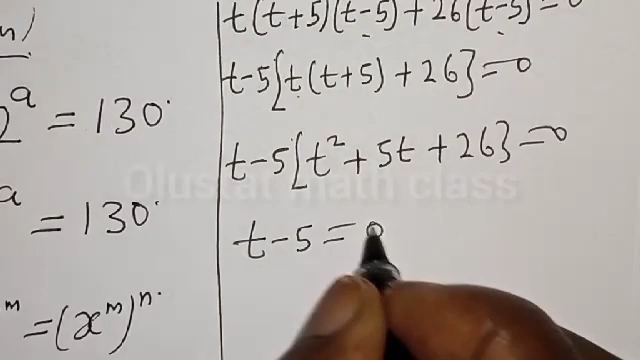 n)
2^a = 130
a = 130
m = (x^m)^n
t(t+5)(t-5)+26(t-5)=0
t-5[t(t+5)+26}=0
t-5[t²+5t+26}=0
t-5=0
Olustat math class